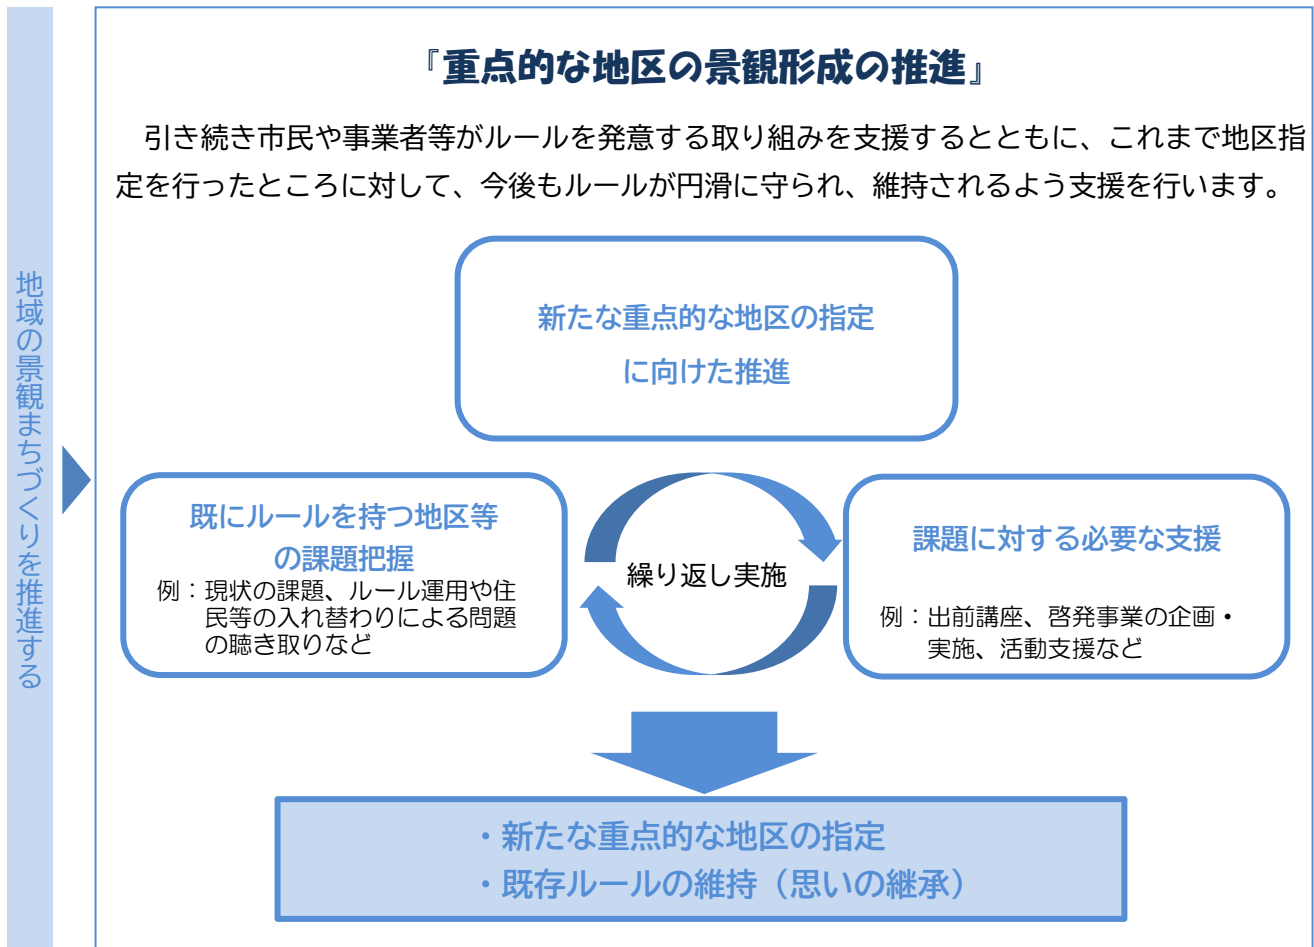 地域の景観まちづくりを推進する
『重点的な地区の景観形成の推進』
引き続き市民や事業者等がルールを発意する取り組みを支援するとともに、これまで地区指
定を行ったところに対して、今後もルールが円滑に守られ、維持されるよう支援を行います。
新たな重点的な地区の指定
に向けた推進
既にルールを持つ地区等
の課題把握
例：現状の課題、ルール運用や住
民等の入れ替わりによる問題
の聴き取りなど
繰り返し実施
課題に対する必要な支援
例：出前講座、啓発事業の企画・
実施、活動支援など
・新たな重点的な地区の指定
・既存ルールの維持（思いの継承）